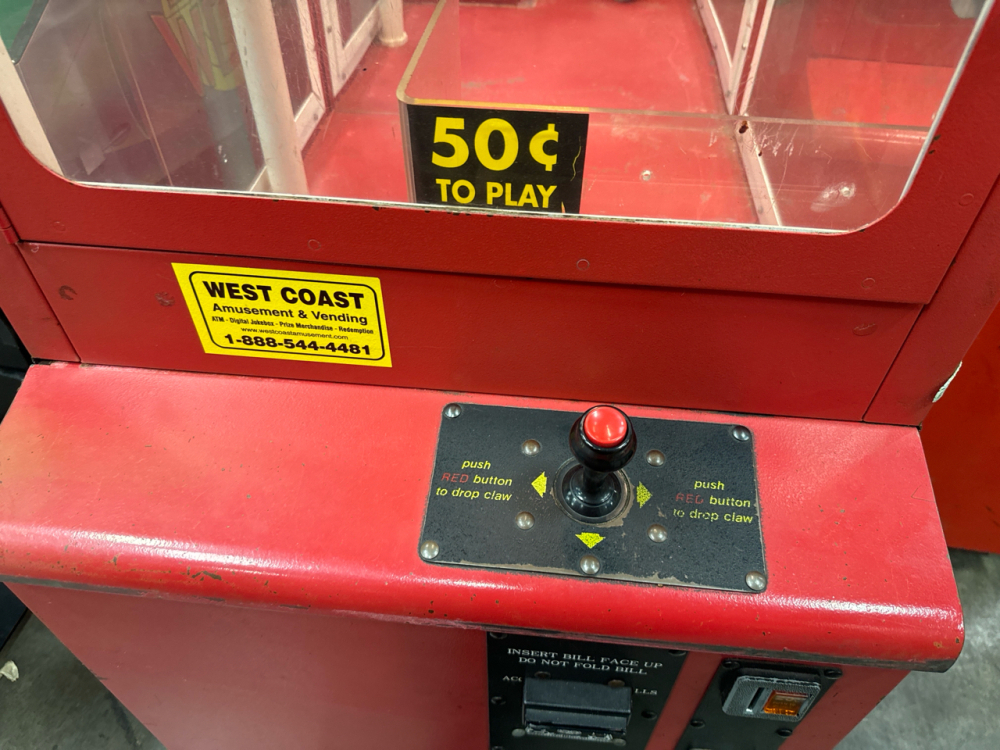 50¢
TO PLAY
WEST COAST
Amusement & Vending
ATM - Digital Jukebox - Prize Merchandise - Redemption
www.westcoastamusement.com
1-888-544-4481
push
RED button
to drop claw
push
RED button
to drop claw
INSERT BILL FACE UP
DO NOT FOLD BILL